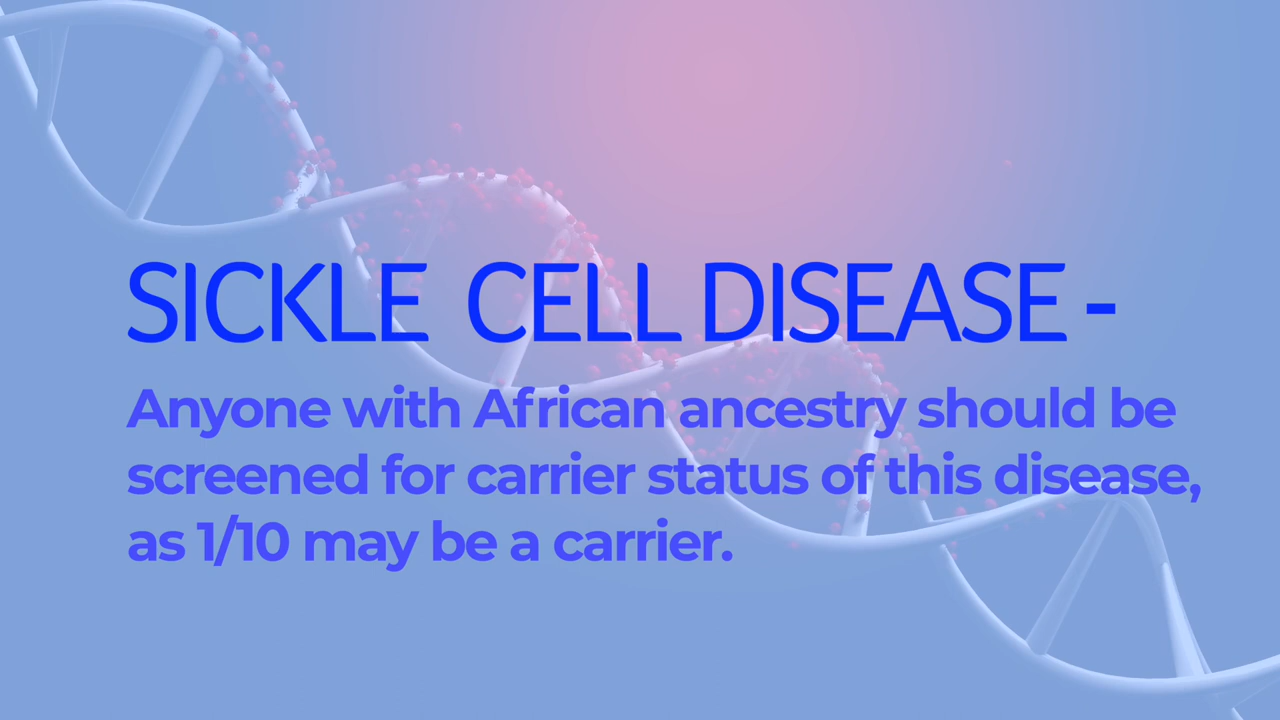 SICKLE CELL DISEASE -
Anyone with African ancestry should be
screened for carrier status of this disease,
as 1/10 may be a carrier.